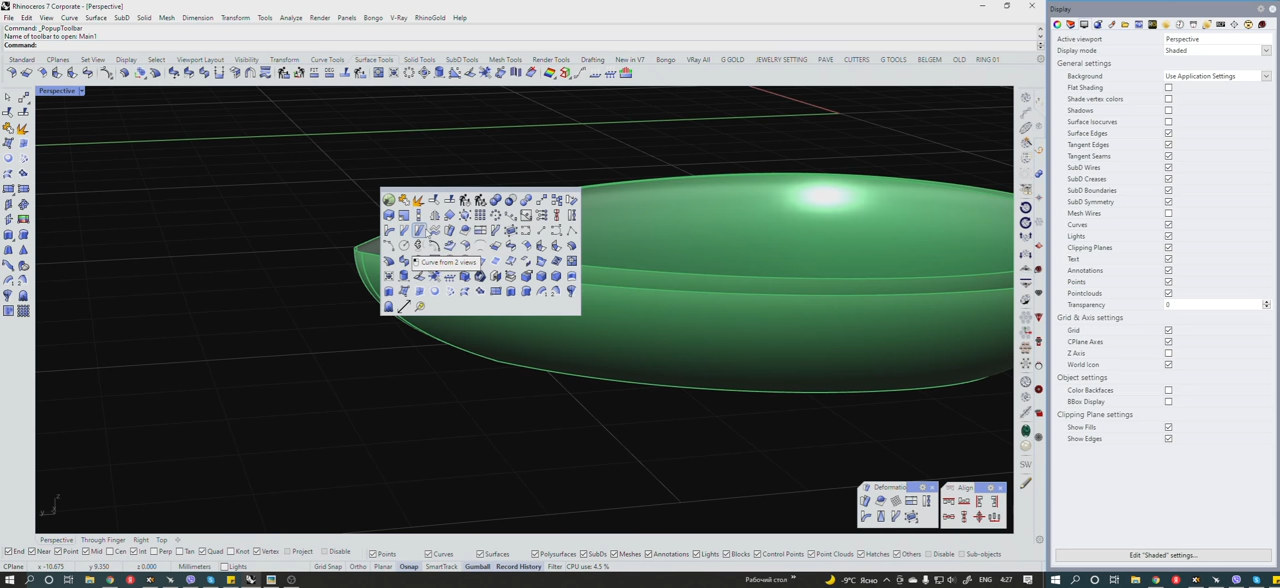 Rhinoceros 7 Corporate - [Perspective]
File Edit View Curve Surface SubD Solid Mesh Dimension Transform Tools Analyze Render Panels Bongo V-Ray RhinoGold Help
Command: _PopupToolbar
Name of toolbar to open: Main1
Command:
Standard CPlanes Set View Display Select Viewport Layout Visibility Transform Curve Tools Surface Tools Solid Tools SubD Tools Mesh Tools Render Tools Drafting New in V7 Bongo VRay All G GOLD JEWELRY SETTING PAVE CUTTERS G TOOLS BELGEM OLD RING 01
Perspective
Curve from 2 views
Deformatio
Align
SW
z
x
Display
Active viewport Perspective
Display mode Shaded
General settings
Background Use Application Settings
Flat Shading
Shade vertex colors
Shadows
Surface Isocurves
Surface Edges
Tangent Edges
Tangent Seams
SubD Wires
SubD Creases
SubD Boundaries
SubD Symmetry
Mesh Wires
Curves
Lights
Clipping Planes
Text
Annotations
Points
Pointclouds
Transparency 0
Grid & Axis settings
Grid
CPlane Axes
Z Axis
World Icon
Object settings
Color Backfaces
BBox Display
Clipping Plane settings
Show Fills
Show Edges
Edit "Shaded" settings...
Perspective Through Finger Right Top
End Near Point Mid Cen Int Perp Tan Quad Knot Vertex Project Disable Points Curves Surfaces Polysurfaces SubDs Meshes Annotations Lights Blocks Control Points Point Clouds Hatches Others Disable Sub-objects
CPlane x -10.675 y 9.350 z 0.000 Millimeters Lights Grid Snap Ortho Planar Osnap SmartTrack Gumball Record History Filter CPU use: 4.5 %
Рабочий стол -9°C Ясно ENG 4:27
ENG 4:27